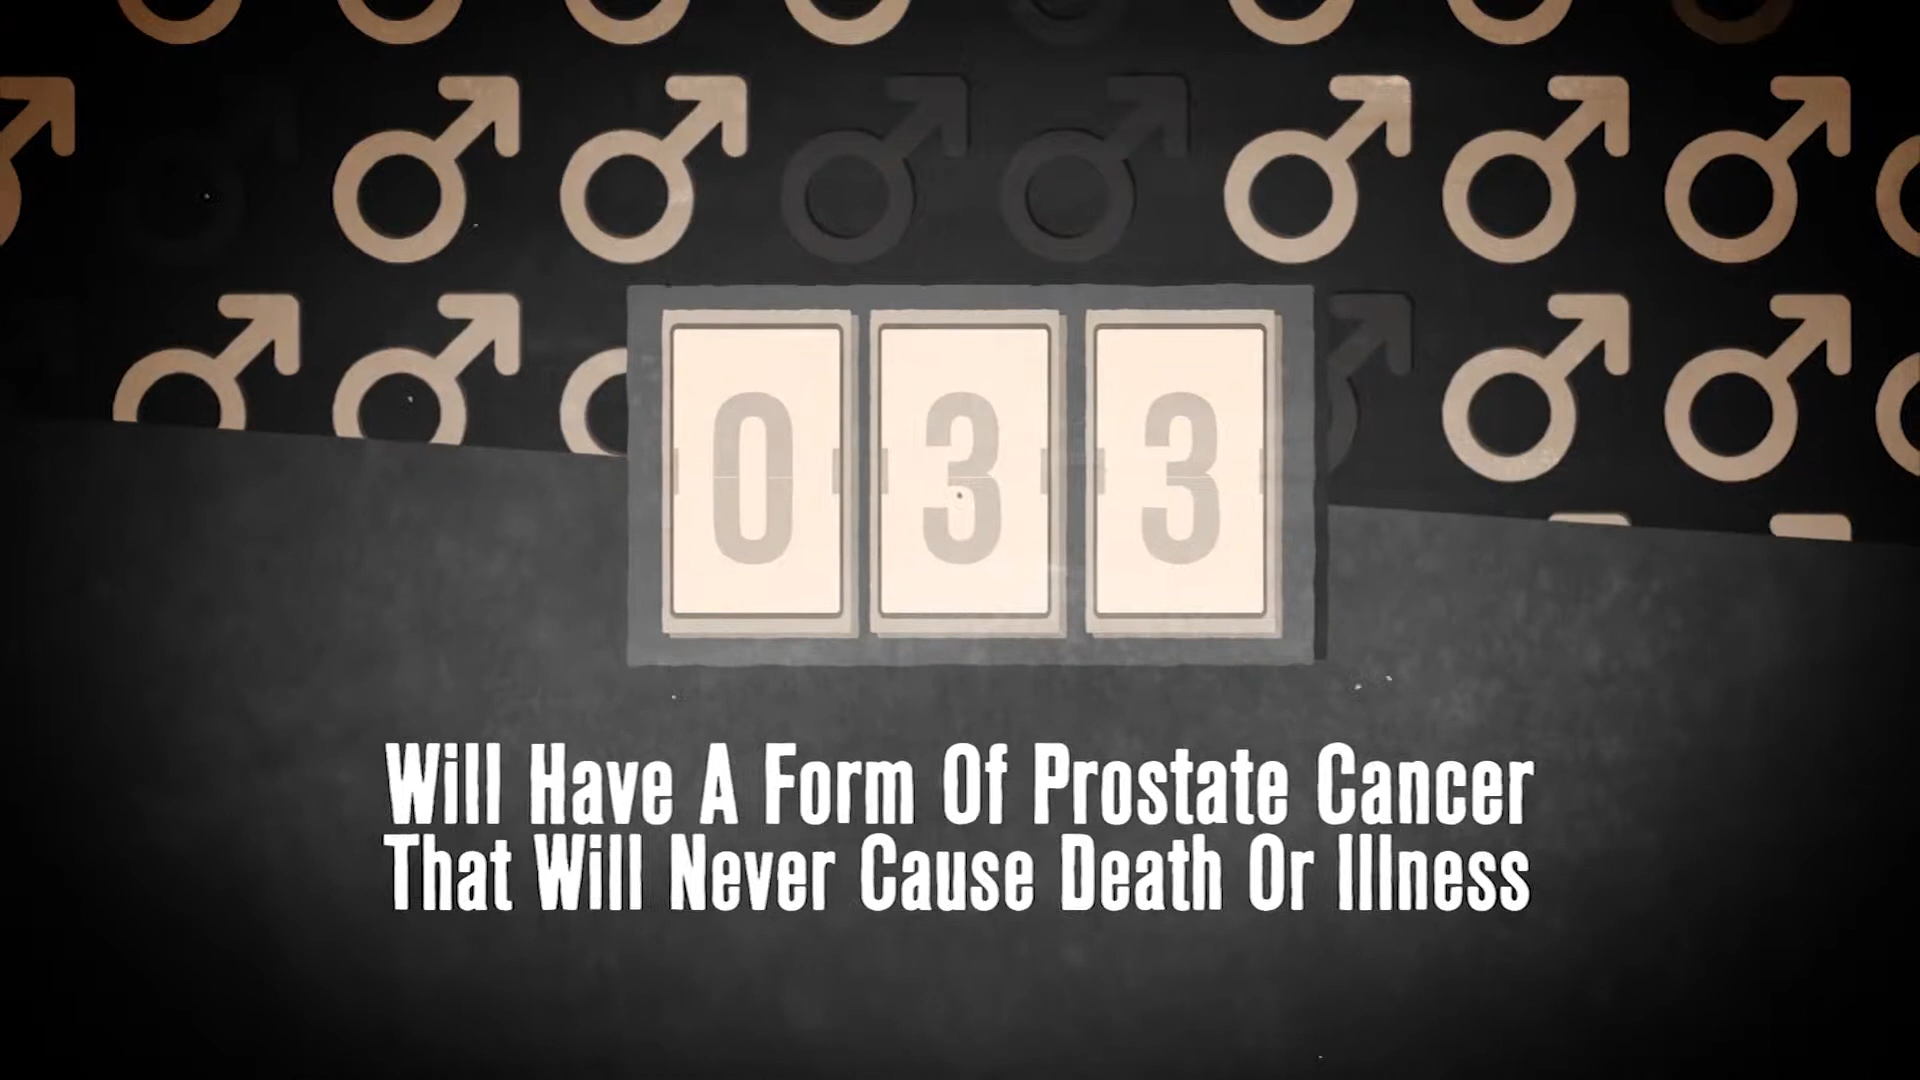 033
Will Have A Form Of Prostate Cancer
That Will Never Cause Death Or Illness